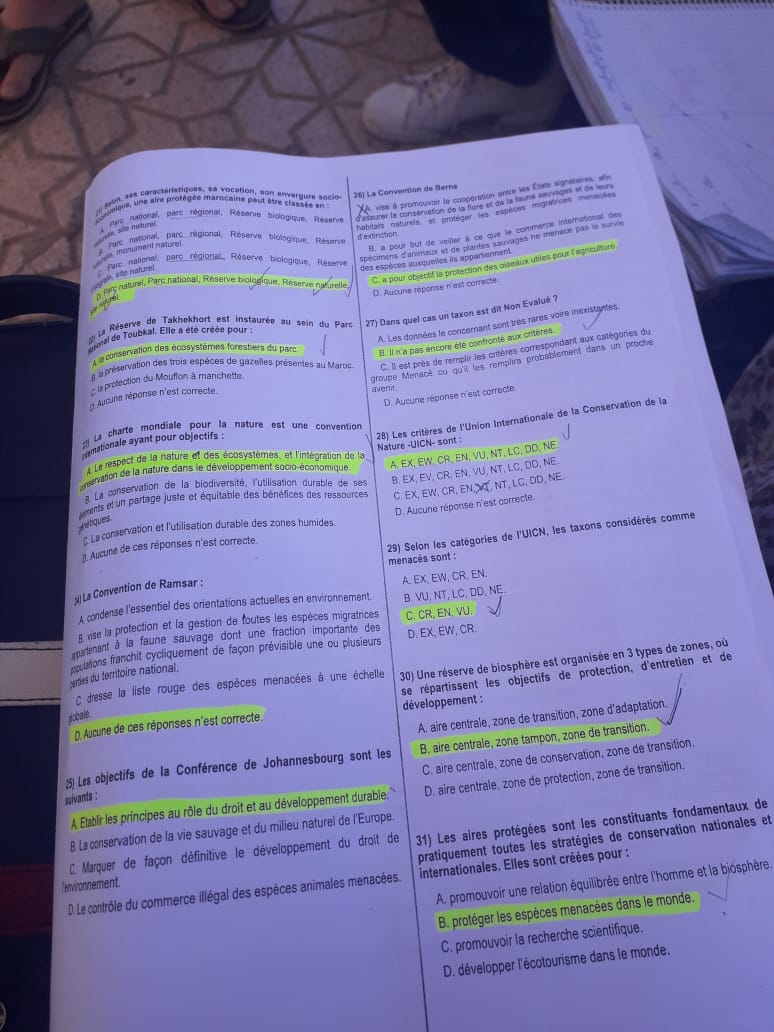 21) Selon, ses caractéristiques, sa vocation, son envergure socio-
économique, une aire protégée marocaine peut être classée en :
A. Parc national, parc régional, Réserve biologique, Réserve
naturelle, site naturel.
B. Parc national, parc régional, Réserve biologique, Réserve
naturelle, monument naturel.
C. Parc national, parc régional, Réserve biologique, Réserve
intégrale, site naturel.
D. Parc naturel, Parc national, Réserve biologique, Réserve naturelle,
site naturel.
22) La Réserve de Takhekhort est instaurée au sein du Parc
National de Toubkal. Elle a été créée pour :
A. la conservation des écosystèmes forestiers du parc.
B. la préservation des trois espèces de gazelles présentes au Maroc.
C. la protection du Mouflon à manchette.
D. Aucune réponse n'est correcte.
23) La charte mondiale pour la nature est une convention
internationale ayant pour objectifs :
A. Le respect de la nature et des écosystèmes, et l'intégration de la
conservation de la nature dans le développement socio-économique.
B. La conservation de la biodiversité, l'utilisation durable de ses
éléments et un partage juste et équitable des bénéfices des ressources
génétiques.
C. La conservation et l'utilisation durable des zones humides.
D. Aucune de ces réponses n'est correcte.
24) La Convention de Ramsar :
A. condense l'essentiel des orientations actuelles en environnement.
B. vise la protection et la gestion de toutes les espèces migratrices
appartenant à la faune sauvage dont une fraction importante des
populations franchit cycliquement de façon prévisible une ou plusieurs
parties du territoire national.
C. dresse la liste rouge des espèces menacées à une échelle
globale.
D. Aucune de ces réponses n'est correcte.
25) Les objectifs de la Conférence de Johannesbourg sont les
suivants :
A. Etablir les principes au rôle du droit et au développement durable.
B. La conservation de la vie sauvage et du milieu naturel de l'Europe.
C. Marquer de façon définitive le développement du droit de
l'environnement.
D. Le contrôle du commerce illégal des espèces animales menacées.
26) La Convention de Berne
A. vise à promouvoir la coopération entre les États signataires, afin
d'assurer la conservation de la flore et de la faune sauvages et de leurs
habitats naturels, et protéger les espèces migratrices menacées
d'extinction.
B. a pour but de veiller à ce que le commerce international des
spécimens d'animaux et de plantes sauvages ne menace pas la survie
des espèces auxquelles ils appartiennent.
C. a pour objectif la protection des oiseaux utiles pour l'agriculture
D. Aucune réponse n'est correcte.
27) Dans quel cas un taxon est dit Non Evalué ?
A. Les données le concernant sont très rares voire inexistantes.
B. Il n'a pas encore été confronté aux critères.
C. Il est près de remplir les critères correspondant aux catégories du
groupe Menacé ou qu'il les remplira probablement dans un proche
avenir.
D. Aucune réponse n'est correcte.
28) Les critères de l'Union Internationale de la Conservation de la
Nature -UICN- sont :
A. EX, EW, CR, EN, VU, NT, LC, DD, NE.
B. EX, EV, CR, EN, VU, NT, LC, DD, NE.
C. EX, EW, CR, EN, NT, LC, DD, NE.
D. Aucune réponse n'est correcte.
29) Selon les catégories de l'UICN, les taxons considérés comme
menacés sont :
A. EX, EW, CR, EN.
B. VU, NT, LC, DD, NE.
C. CR, EN, VU.
D. EX, EW, CR.
30) Une réserve de biosphère est organisée en 3 types de zones, où
se répartissent les objectifs de protection, d'entretien et de
développement :
A. aire centrale, zone de transition, zone d'adaptation.
B. aire centrale, zone tampon, zone de transition.
C. aire centrale, zone de conservation, zone de transition.
D. aire centrale, zone de protection, zone de transition.
31) Les aires protégées sont les constituants fondamentaux de
pratiquement toutes les stratégies de conservation nationales et
internationales. Elles sont créées pour :
A. promouvoir une relation équilibrée entre l'homme et la biosphère.
B. protéger les espèces menacées dans le monde.
C. promouvoir la recherche scientifique.
D. développer l'écotourisme dans le monde.